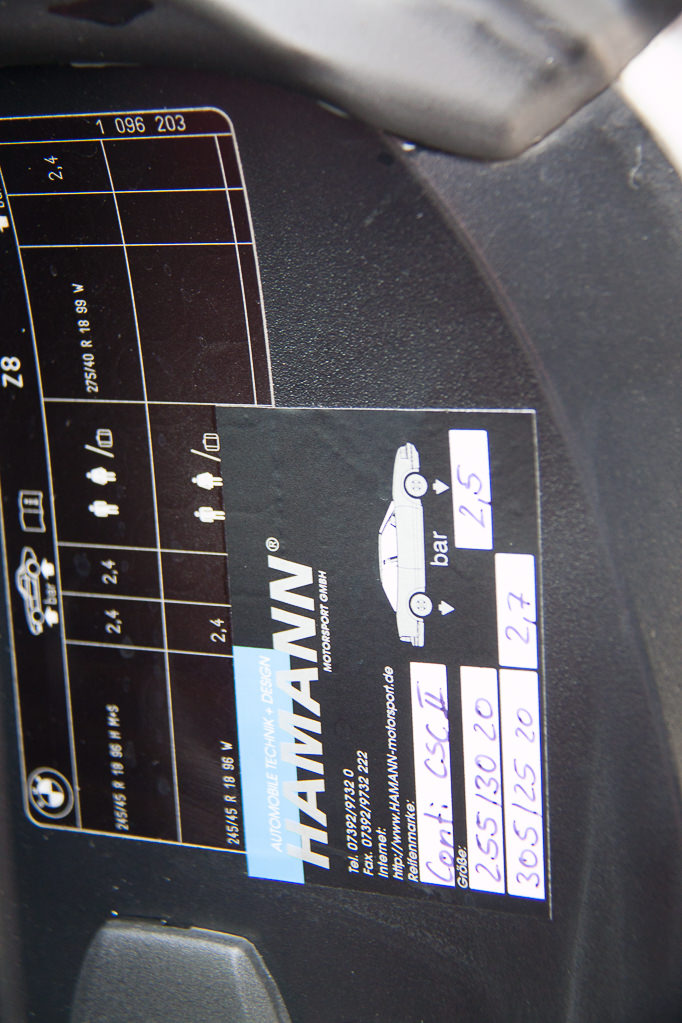 Z8
bar
1 096 203
245/45 R 18 96 H M+S
2,4
2,4
275/40 R 18 99 W
2,4
245/45 R 18 96 W
2,4
AUTOMOBILE TECHNIK + DESIGN
HAMANN®
MOTORSPORT GMBH
Tel. 07392/9732 0
Fax. 07392/9732 222
Internet:
http://www.HAMANN-motorsport.de
Reifenmarke:
Conti CSC II
bar
Größe:
255/30 20
2,5
305/25 20
2,7